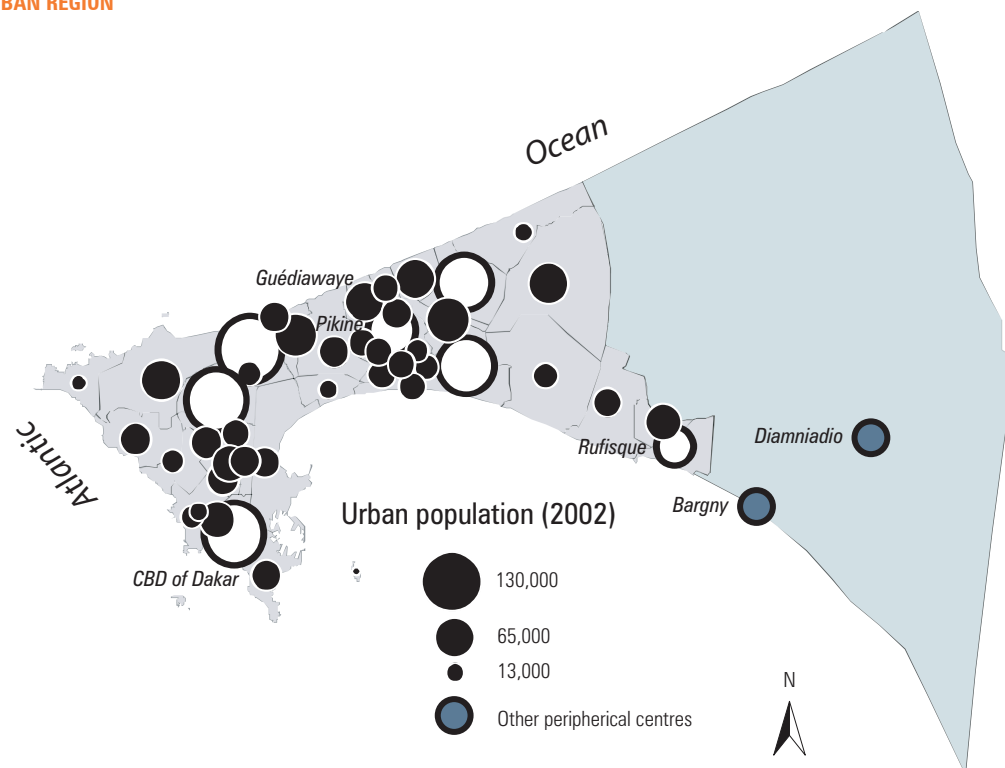 BAN REGION
Ocean
Guédiawaye
Pikine
Atlantic
Rufisque
Diamniadio
Bargny
CBD of Dakar
Urban population (2002)
130,000
65,000
13,000
Other peripherical centres
N